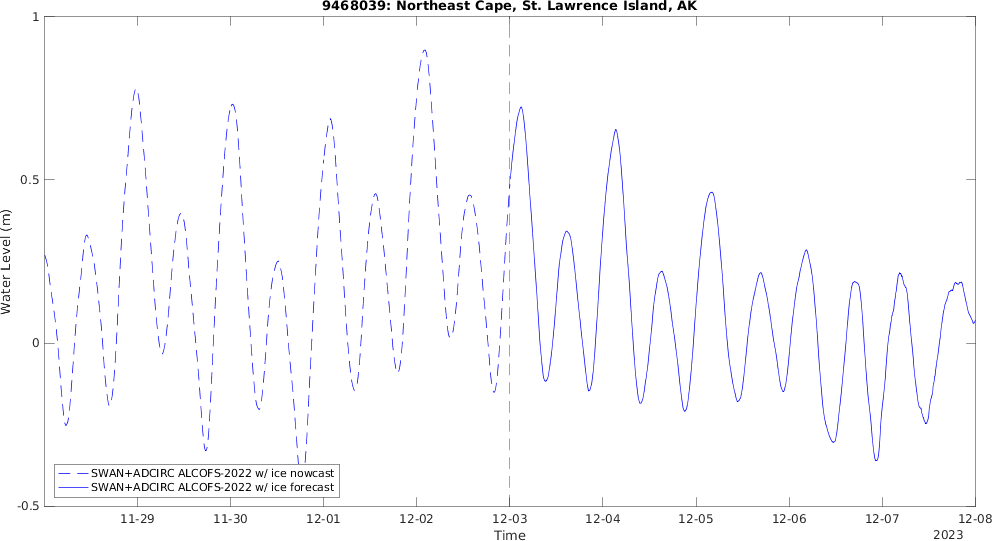 9468039: Northeast Cape, St. Lawrence Island, AK
1
0.5
0
-0.5
Water Level (m)
SWAN+ADCIRC ALCOFS-2022 w/ ice nowcast
SWAN+ADCIRC ALCOFS-2022 w/ ice forecast
11-29 11-30 12-01 12-02 12-03 12-04 12-05 12-06 12-07 12-08
Time
2023